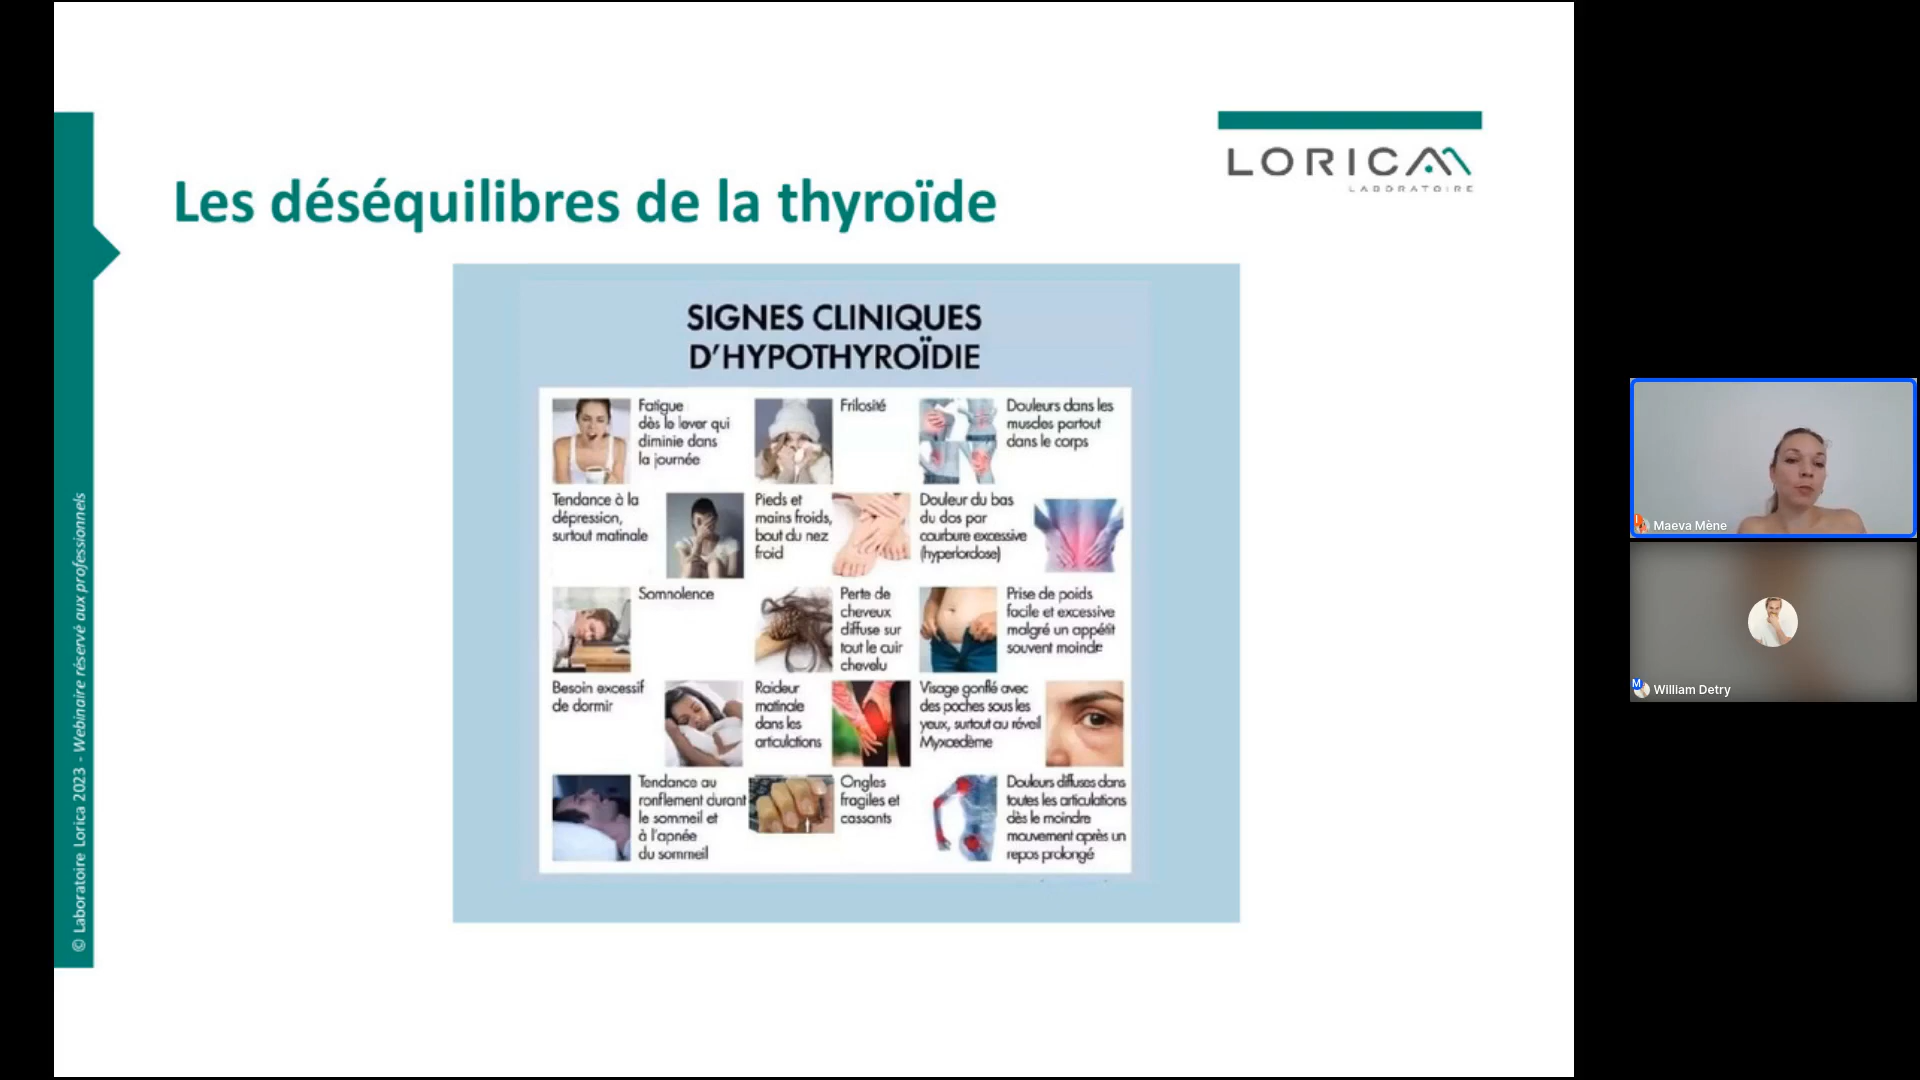 LORICA
LABORATOIRE
Les déséquilibres de la thyroïde
SIGNES CLINIQUES
D'HYPOTHYROÏDIE
Fatigue
dès le lever qui
diminie dans
la journée
Frilosité
Douleurs dans les
muscles partout
dans le corps
Tendance à la
dépression,
surtout matinale
Pieds et
mains froids,
bout du nez
froid
Douleur du bas
du dos par
courbure excessive
(hyperlordose)
Somnolence
Perte de
cheveux
diffuse sur
tout le cuir
chevelu
Prise de poids
facile et excessive
malgré un appétit
souvent moindre
Besoin excessif
de dormir
Raideur
matinale
dans les
articulations
Visage gonflé avec
des poches sous les
yeux, surtout au réveil
Myxœdème
Tendance au
ronflement durant
le sommeil et
à l'apnée
du sommeil
Ongles
fragiles et
cassants
Douleurs diffuses dans
toutes les articulations
dès le moindre
mouvement après un
repos prolongé
© Laboratoire Lorica 2023 - Webinaire réservé aux professionnels
Maeva Mène
M
William Detry